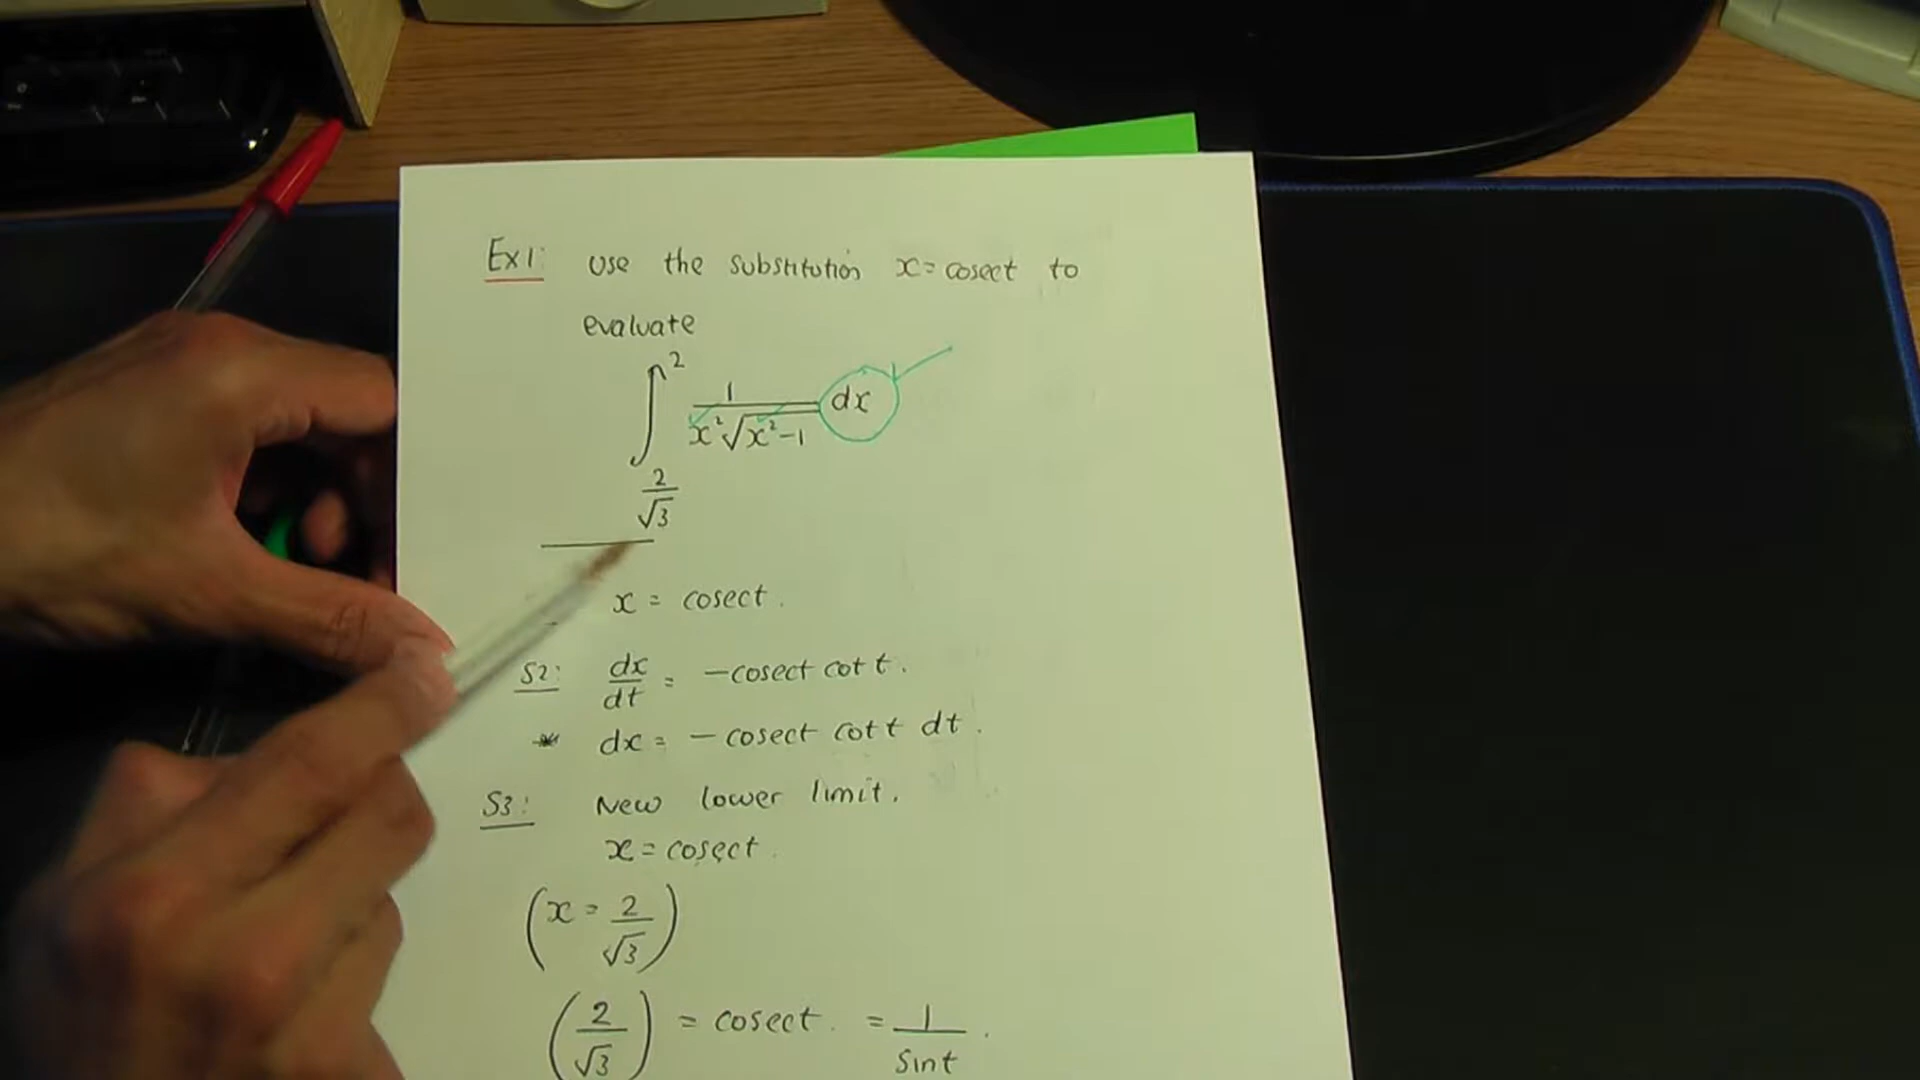 Ex1: Use the substitution x = cosect to
evaluate
∫_{2/√3}^{2} 1/(x²√(x²-1)) dx
x = cosect.
S2: dx/dt = -cosect cot t.
* dx = - cosect cott dt.
S3: New lower limit.
x = cosect.
(x = 2/√3)
(2/√3) = cosect. = 1/sint.